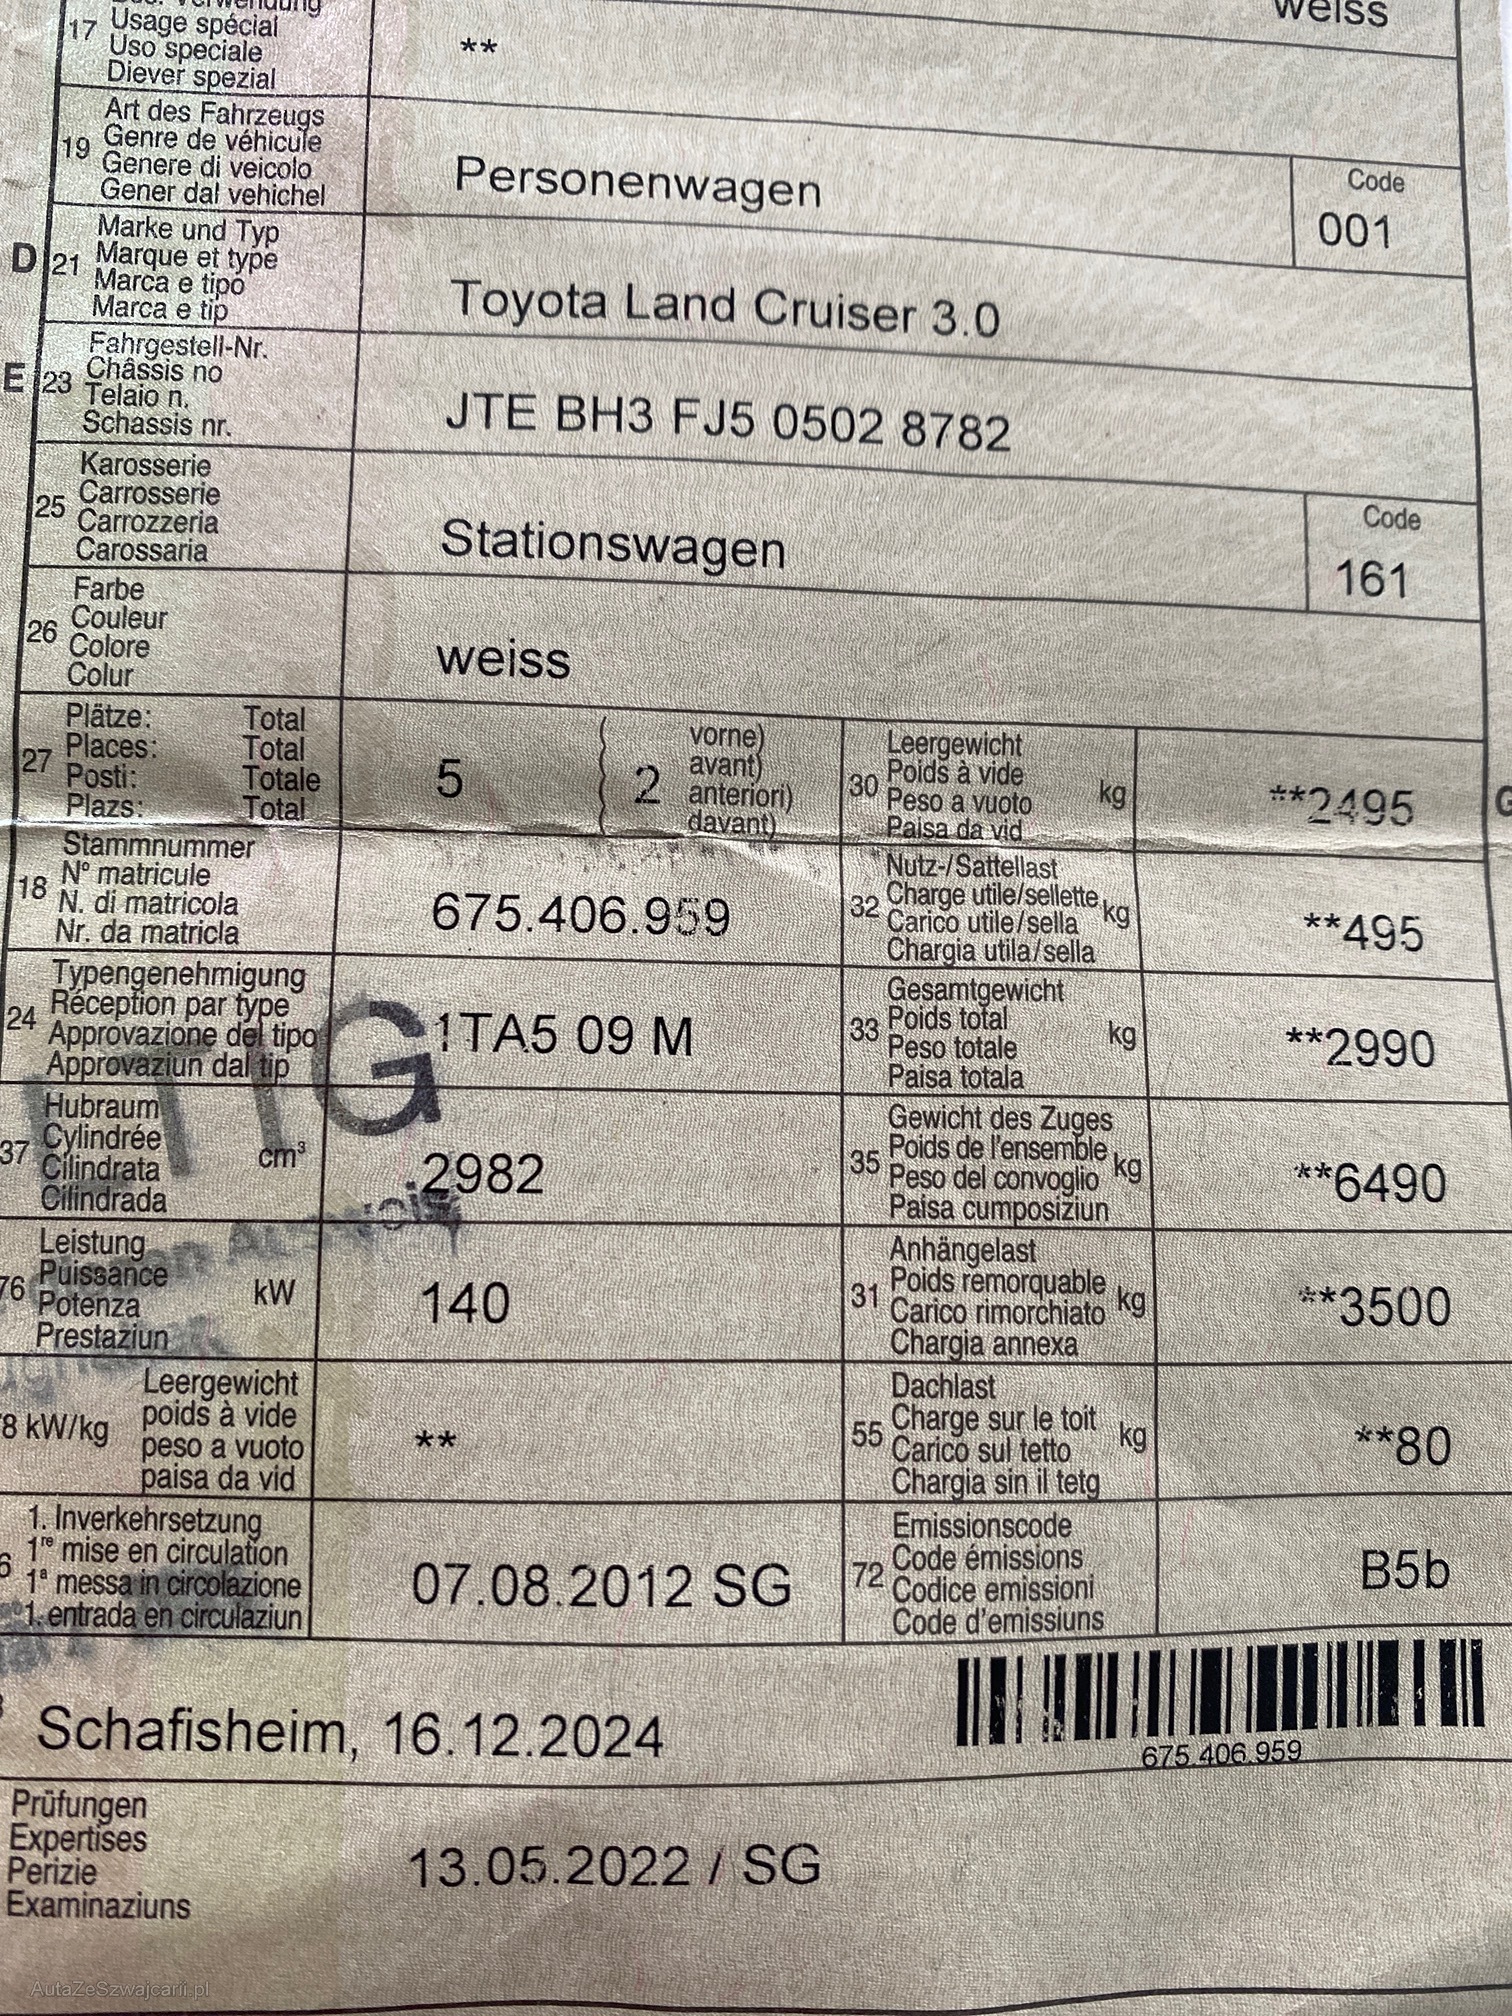 weiss
17 Usage spécial
Uso speciale
Diever spezial
**
19 Art des Fahrzeugs
Genre de véhicule
Genere di veicolo
Gener dal vehichel
Personenwagen
Code
001
D 21 Marke und Typ
Marque et type
Marca e tipo
Marca e tip
Toyota Land Cruiser 3.0
E 23 Fahrgestell-Nr.
Châssis no
Telaio n.
Schassis nr.
JTE BH3 FJ5 0502 8782
25 Karosserie
Carrosserie
Carrozzeria
Carossaria
Stationswagen
Code
161
26 Farbe
Couleur
Colore
Colur
weiss
27 Plätze: Total
Places: Total
Posti: Totale
Plazs: Total
5 ( 2 vorne)
avant)
anteriori)
davant)
30 Leergewicht
Poids à vide
Peso a vuoto
Paisa da vid
kg
**2495
G
18 Stammnummer
N° matricule
N. di matricola
Nr. da matricla
675.406.959
32 Nutz-/Sattellast
Charge utile/sellette
Carico utile/sella
Chargia utila/sella
kg
**495
24 Typengenehmigung
Réception par type
Approvazione del tipo
Approvaziun dal tip
1TA5 09 M
33 Gesamtgewicht
Poids total
Peso totale
Paisa totala
kg
**2990
37 Hubraum
Cylindrée
Cilindrata
Cilindrada
cm³
2982
35 Gewicht des Zuges
Poids de l'ensemble
Peso del convoglio
Paisa cumposiziun
kg
**6490
76 Leistung
Puissance
Potenza
Prestaziun
kW
140
31 Anhängelast
Poids remorquable
Carico rimorchiato
Chargia annexa
kg
**3500
8 kW/kg Leergewicht
poids à vide
peso a vuoto
paisa da vid
**
55 Dachlast
Charge sur le toit
Carico sul tetto
Chargia sin il tetg
kg
**80
6 1. Inverkehrsetzung
1re mise en circulation
1a messa in circolazione
1. entrada en circulaziun
07.08.2012 SG
72 Emissionscode
Code émissions
Codice emissioni
Code d'emissiuns
B5b
Schafisheim, 16.12.2024
675.406.959
Prüfungen
Expertises
Perizie
Examinaziuns
13.05.2022 / SG
AutaZeSzwajcarii.pl